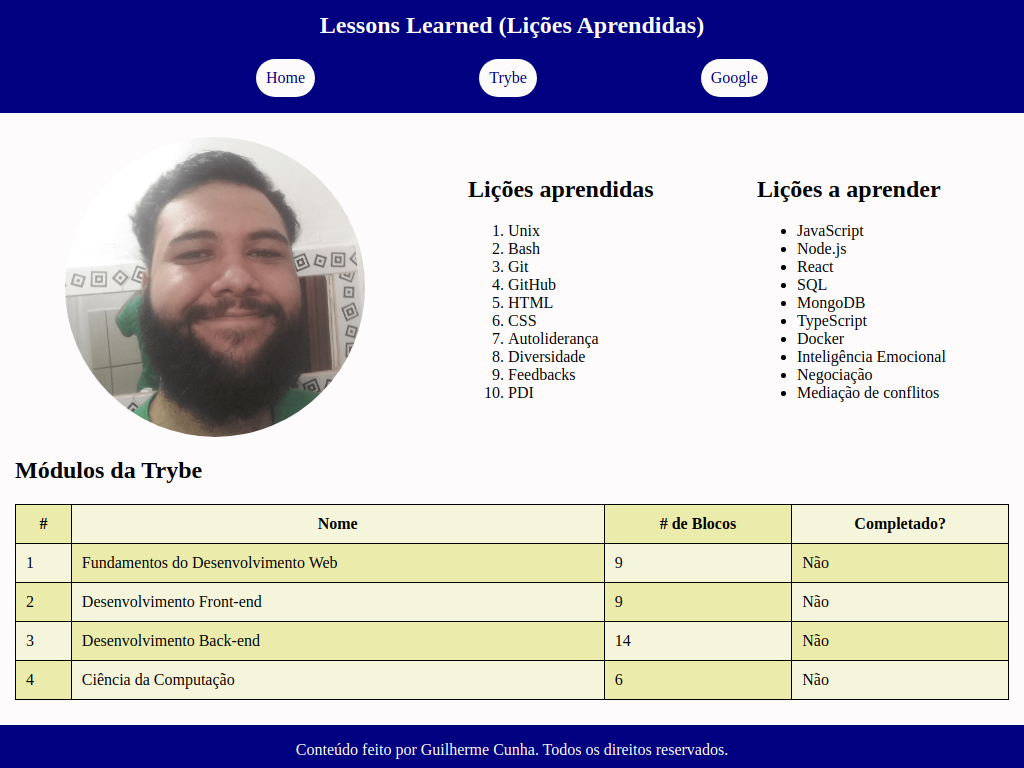 Lessons Learned (Lições Aprendidas)
Home Trybe Google
Lições aprendidas
1. Unix
2. Bash
3. Git
4. GitHub
5. HTML
6. CSS
7. Autoliderança
8. Diversidade
9. Feedbacks
10. PDI
Lições a aprender
• JavaScript
• Node.js
• React
• SQL
• MongoDB
• TypeScript
• Docker
• Inteligência Emocional
• Negociação
• Mediação de conflitos
Módulos da Trybe
# Nome # de Blocos Completado?
1 Fundamentos do Desenvolvimento Web 9 Não
2 Desenvolvimento Front-end 9 Não
3 Desenvolvimento Back-end 14 Não
4 Ciência da Computação 6 Não
Conteúdo feito por Guilherme Cunha. Todos os direitos reservados.